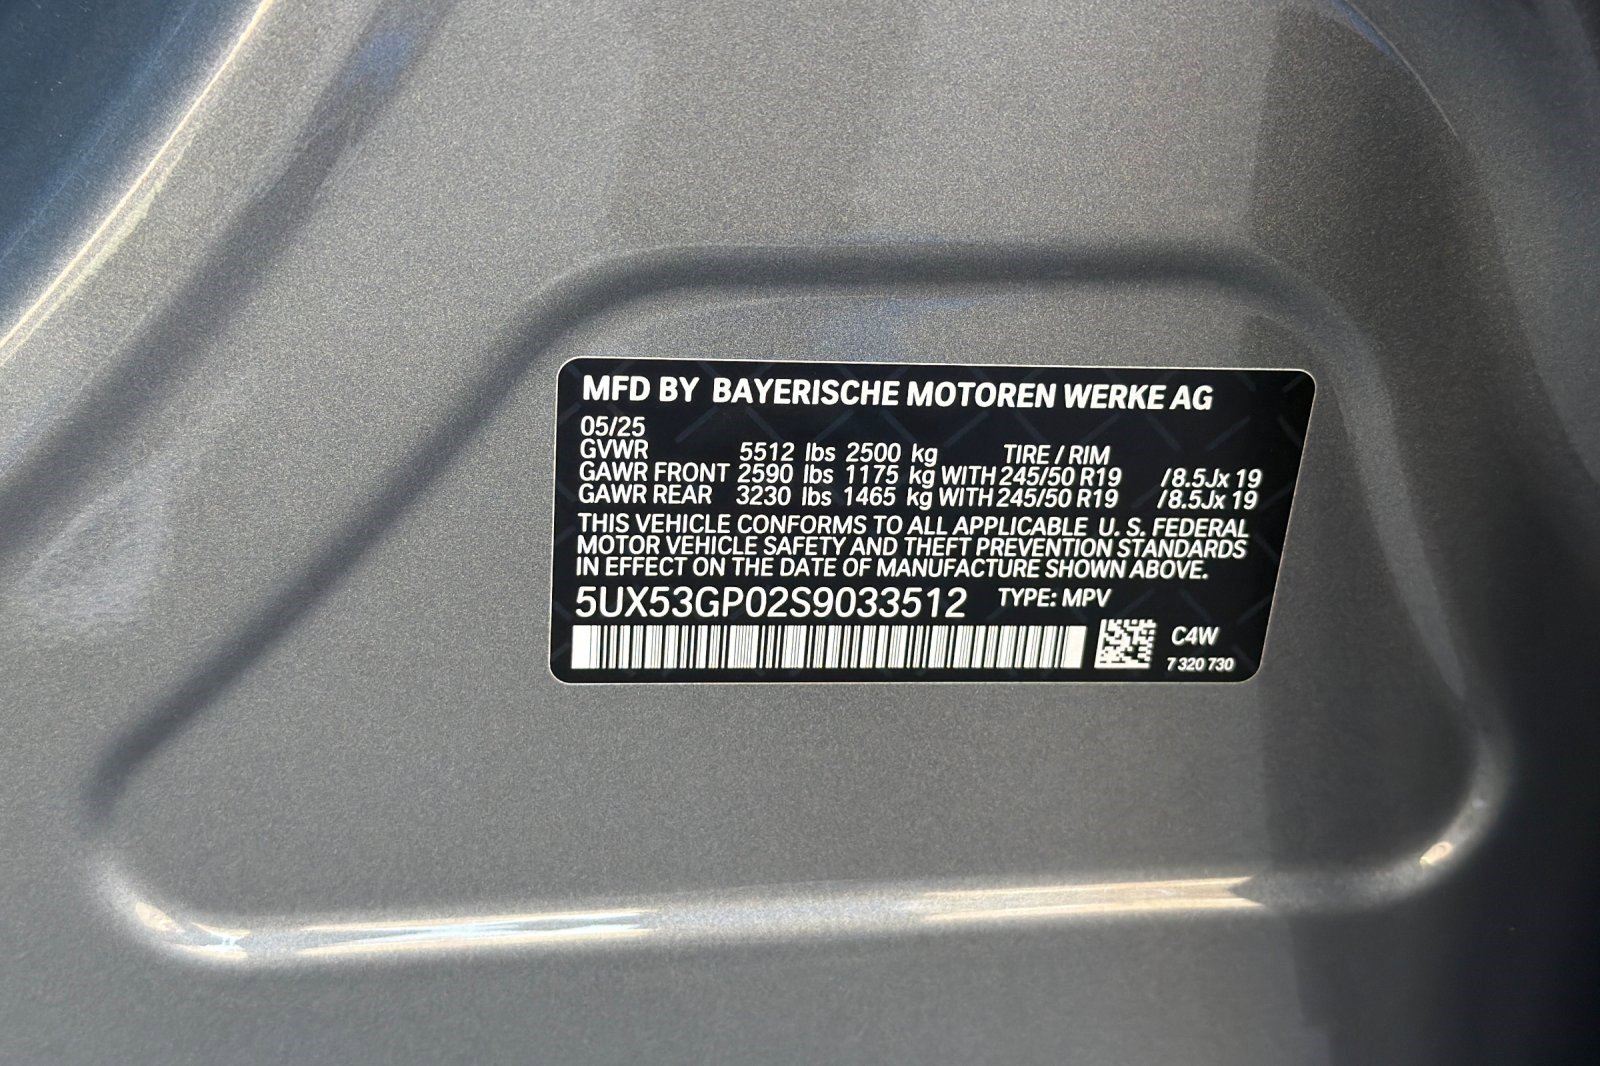 MFD BY BAYERISCHE MOTOREN WERKE AG
05/25
GVWR 5512 lbs 2500 kg TIRE / RIM
GAWR FRONT 2590 lbs 1175 kg WITH 245/50 R19 /8.5Jx 19
GAWR REAR 3230 lbs 1465 kg WITH 245/50 R19 /8.5Jx 19
THIS VEHICLE CONFORMS TO ALL APPLICABLE U. S. FEDERAL
MOTOR VEHICLE SAFETY AND THEFT PREVENTION STANDARDS
IN EFFECT ON THE DATE OF MANUFACTURE SHOWN ABOVE.
5UX53GP02S9033512 TYPE: MPV
C4W
7 320 730